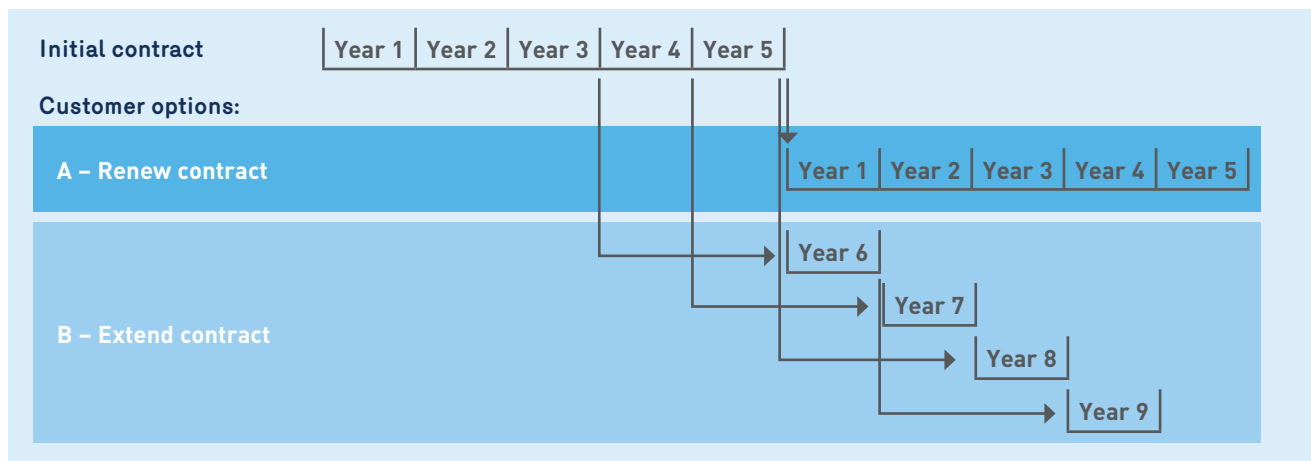 Initial contract Year 1 Year 2 Year 3 Year 4 Year 5
Customer options:
A – Renew contract Year 1 Year 2 Year 3 Year 4 Year 5
Year 6
Year 7
B – Extend contract
Year 8
Year 9